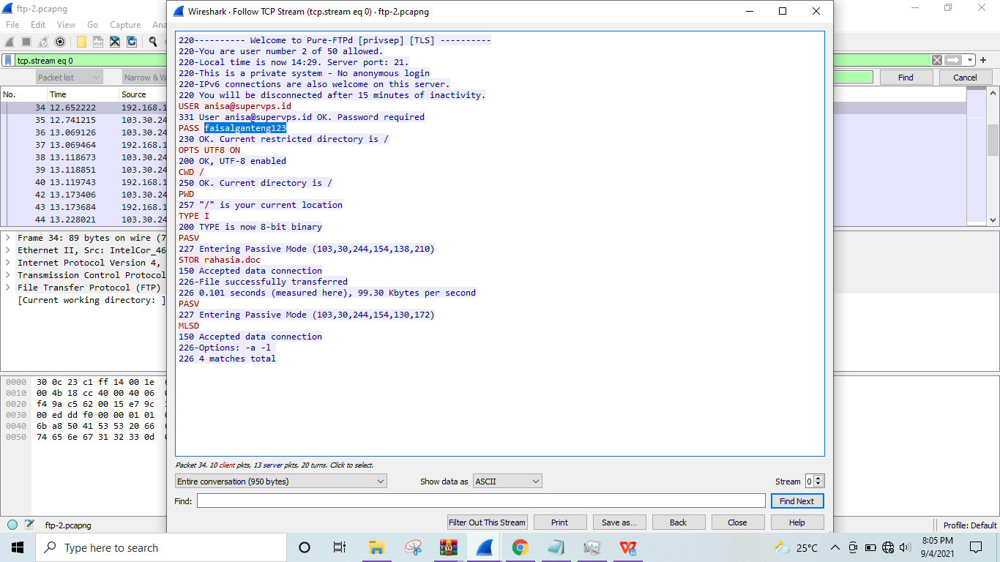 ftp-2.pcapng
File Edit View Go Capture
tcp.stream eq 0
Packet list
Narrow &
Find
Cancel
No. Time Source
34 12.652222 192.168.1
35 12.741215 103.30.24
36 13.069126 103.30.24
37 13.069464 192.168.1
38 13.118673 103.30.24
39 13.118851 103.30.24
40 13.119743 192.168.1
42 13.173406 103.30.24
43 13.173684 192.168.1
44 13.228021 103.30.24
Frame 34: 89 bytes on wire (7
Ethernet II, Src: IntelCor_46
Internet Protocol Version 4,
Transmission Control Protocol
File Transfer Protocol (FTP)
[Current working directory: ]
0000 30 0c 23 c1 ff 14 00 1e
0010 00 4b 18 cc 40 00 40 06
0020 f4 9a c5 62 00 15 e7 9c
0030 00 ed dd f0 00 00 01 01
0040 6b a8 50 41 53 53 20 66
0050 74 65 6e 67 31 32 33 0d
ftp-2.pcapng
Profile: Default
Wireshark · Follow TCP Stream (tcp.stream eq 0) · ftp-2.pcapng
220---------- Welcome to Pure-FTPd [privsep] [TLS] ----------
220-You are user number 2 of 50 allowed.
220-Local time is now 14:29. Server port: 21.
220-This is a private system - No anonymous login
220-IPv6 connections are also welcome on this server.
220 You will be disconnected after 15 minutes of inactivity.
USER anisa@supervps.id
331 User anisa@supervps.id OK. Password required
PASS faisalganteng123
230 OK. Current restricted directory is /
OPTS UTF8 ON
200 OK, UTF-8 enabled
CWD /
250 OK. Current directory is /
PWD
257 "/" is your current location
TYPE I
200 TYPE is now 8-bit binary
PASV
227 Entering Passive Mode (103,30,244,154,138,210)
STOR rahasia.doc
150 Accepted data connection
226-File successfully transferred
226 0.101 seconds (measured here), 99.30 Kbytes per second
PASV
227 Entering Passive Mode (103,30,244,154,130,172)
MLSD
150 Accepted data connection
226-Options: -a -l
226 4 matches total
Packet 34. 10 client pkts, 13 server pkts, 20 turns. Click to select.
Entire conversation (950 bytes)
Show data as ASCII
Stream 0
Find:
Find Next
Filter Out This Stream
Print
Save as…
Back
Close
Help
Type here to search
25°C
8:05 PM
9/4/2021